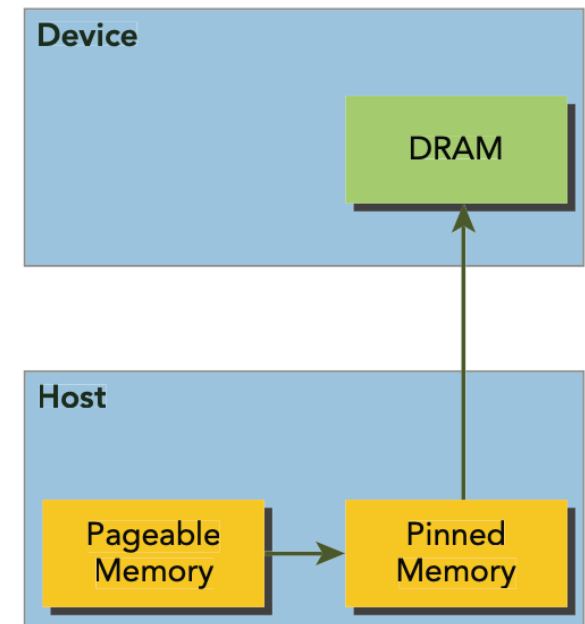 Device
DRAM
Host
Pageable
Memory
Pinned
Memory